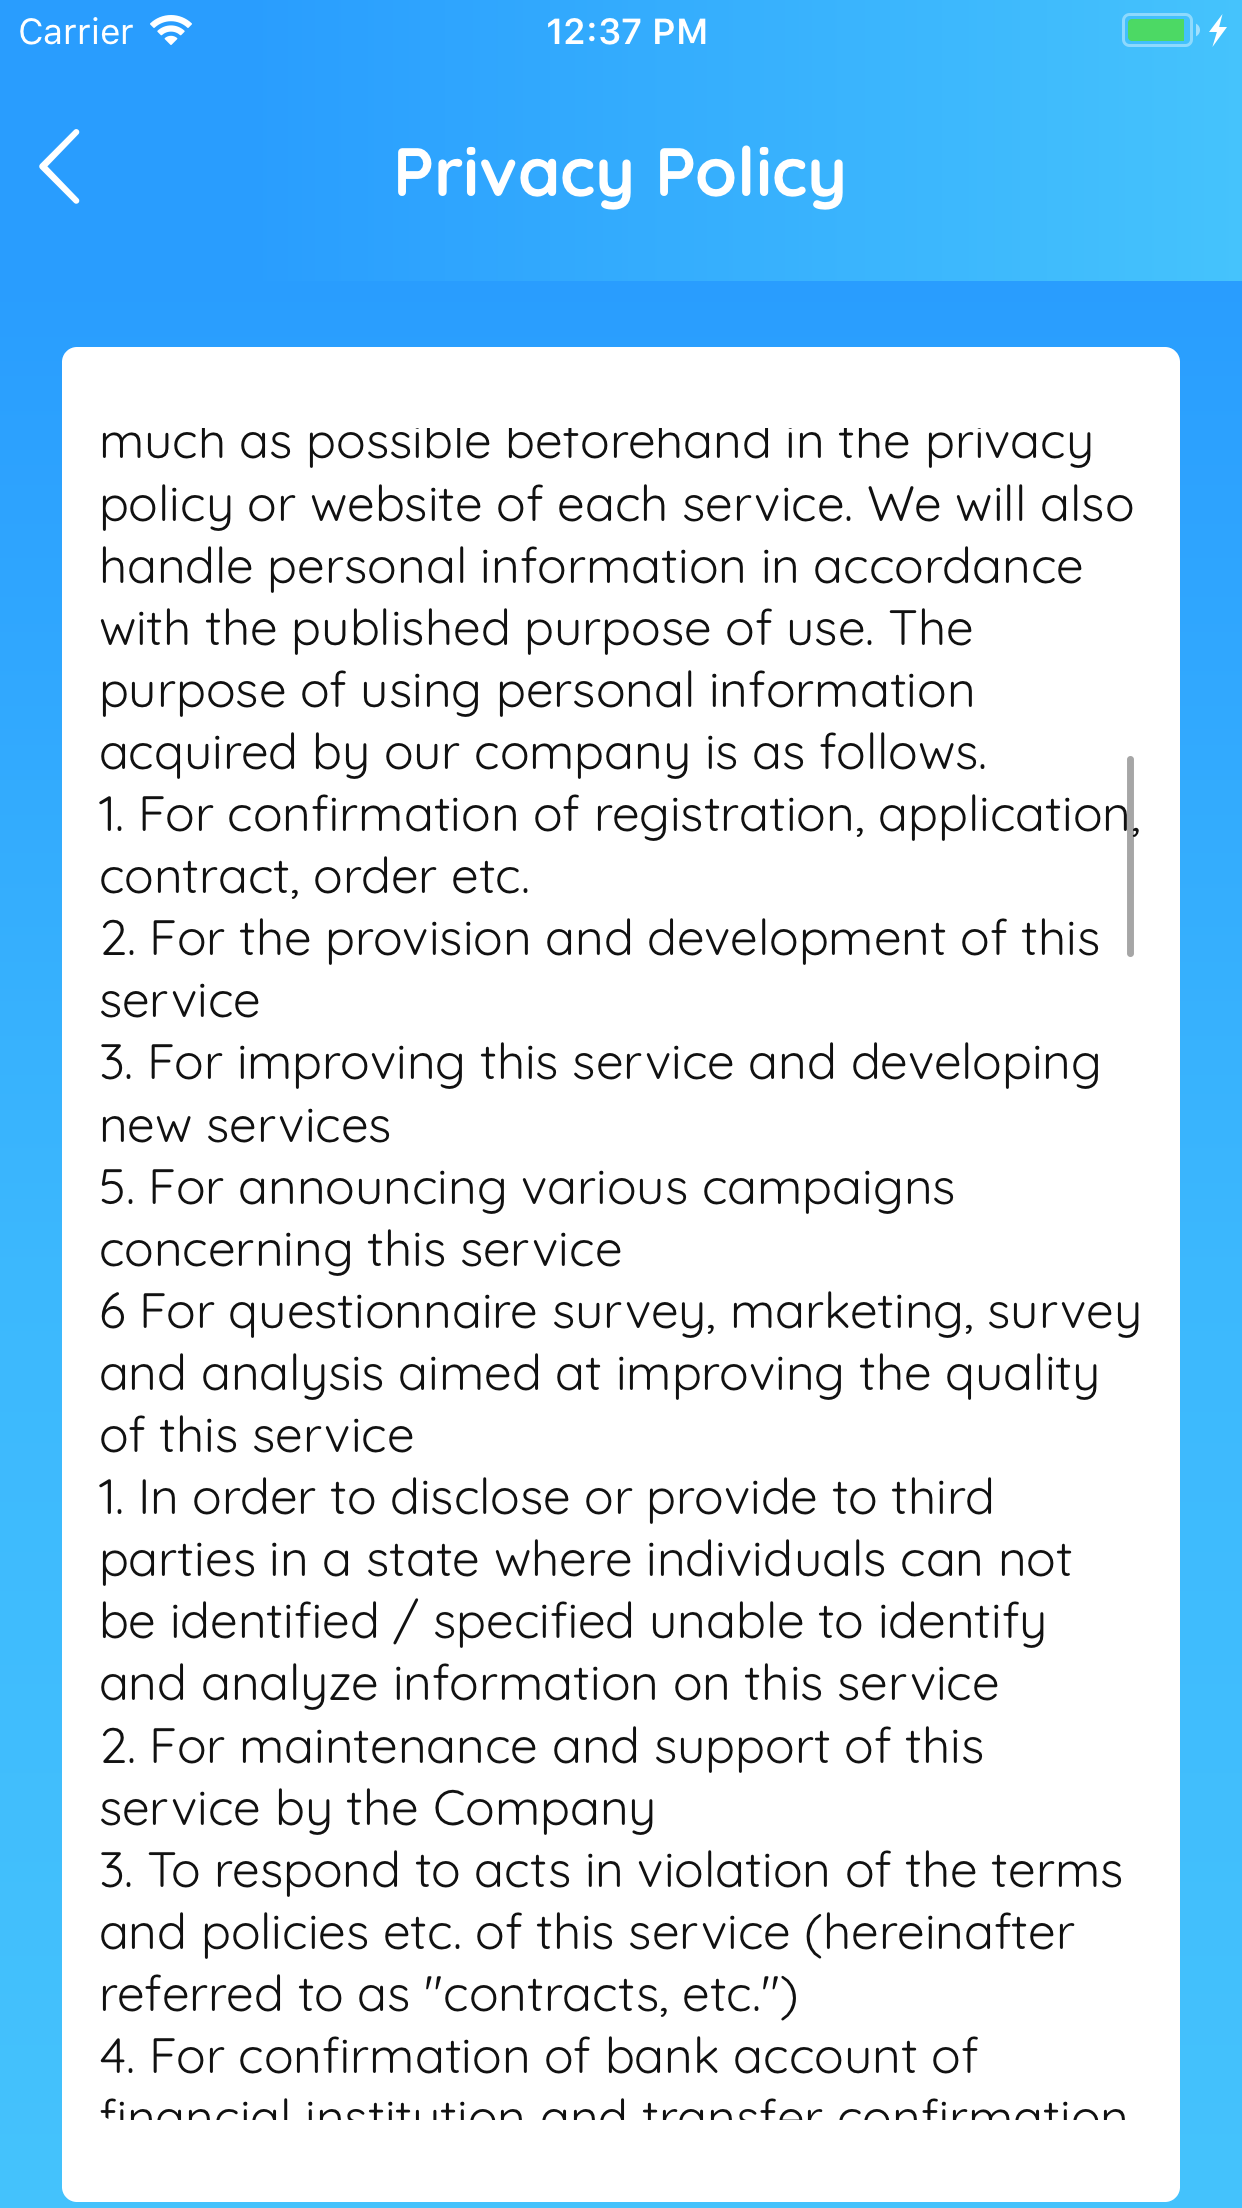 Carrier
12:37 PM
Privacy Policy
much as possible beforehand in the privacy
policy or website of each service. We will also
handle personal information in accordance
with the published purpose of use. The
purpose of using personal information
acquired by our company is as follows.
1. For confirmation of registration, application,
contract, order etc.
2. For the provision and development of this
service
3. For improving this service and developing
new services
5. For announcing various campaigns
concerning this service
6 For questionnaire survey, marketing, survey
and analysis aimed at improving the quality
of this service
1. In order to disclose or provide to third
parties in a state where individuals can not
be identified / specified unable to identify
and analyze information on this service
2. For maintenance and support of this
service by the Company
3. To respond to acts in violation of the terms
and policies etc. of this service (hereinafter
referred to as "contracts, etc.")
4. For confirmation of bank account of
financial institution and transfer confirmation